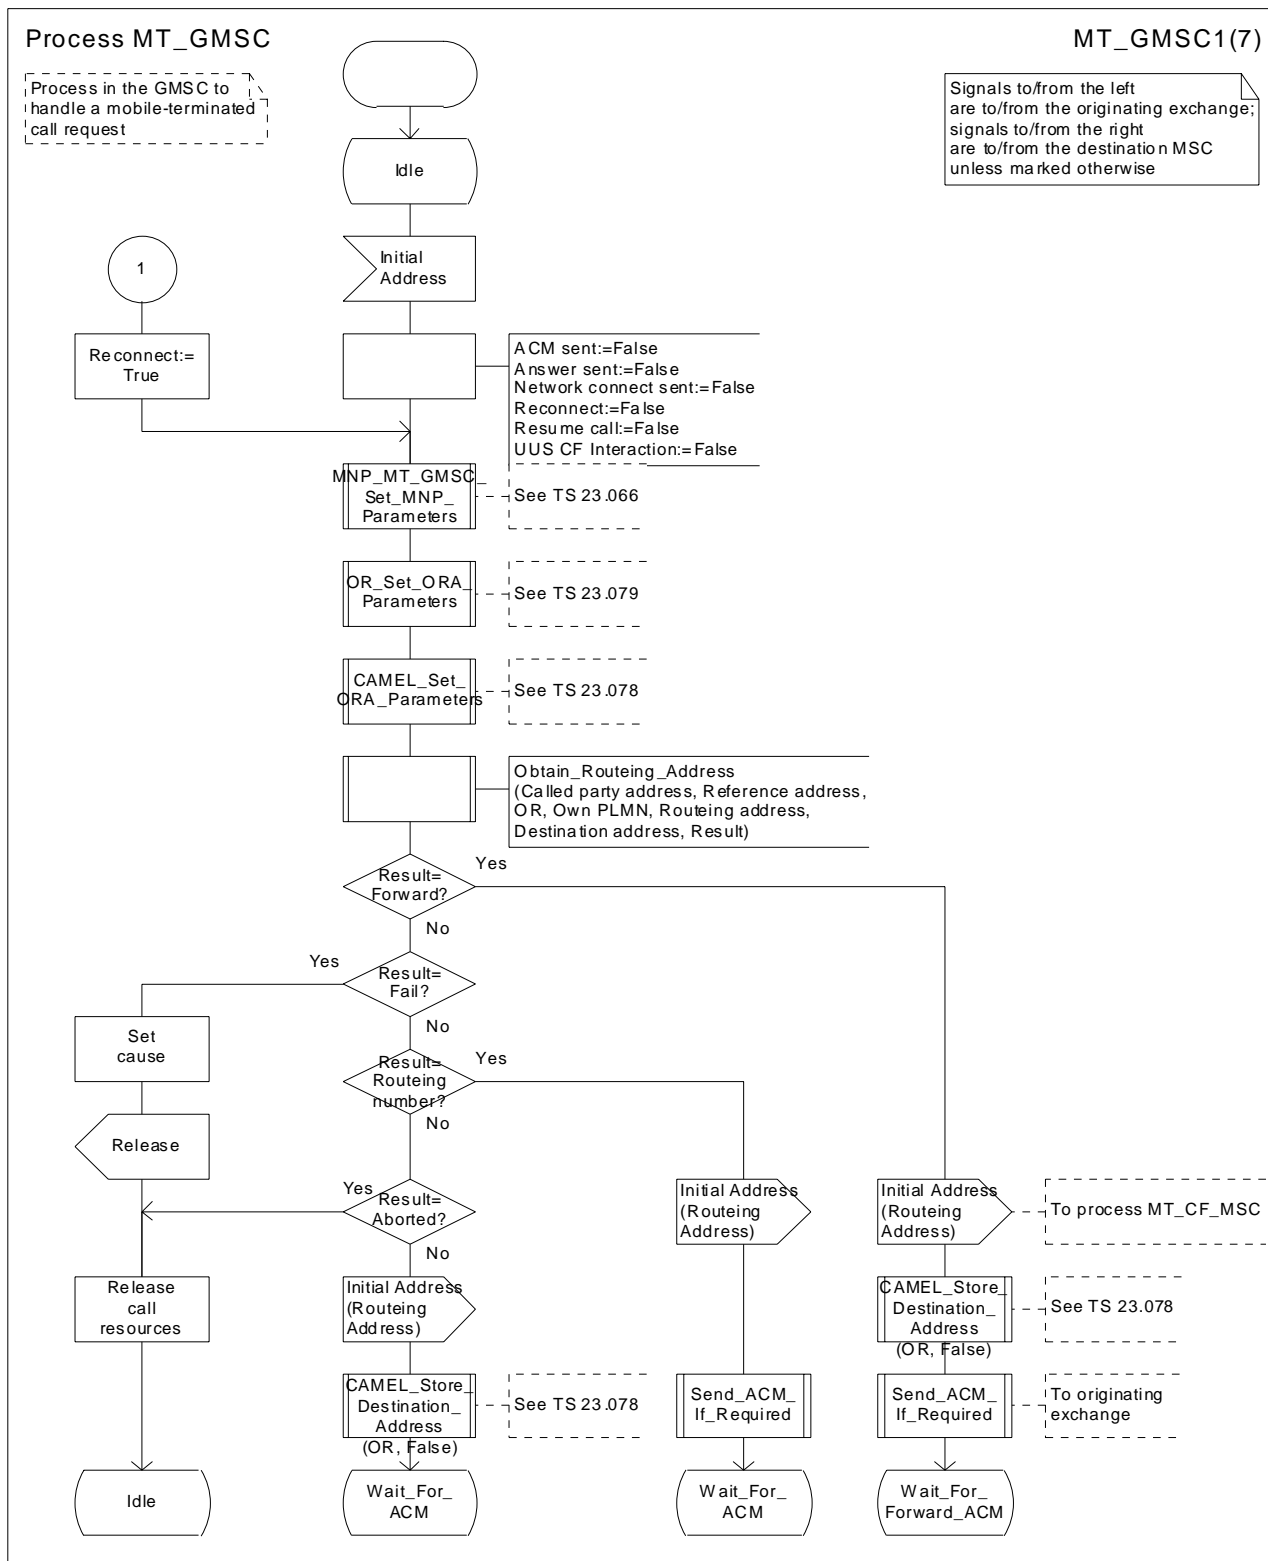 Process MT_GMSC
MT_GMSC1(7)
Process in the GMSC to
handle a mobile-terminated
call request
Signals to/from the left
are to/from the originating exchange;
signals to/from the right
are to/from the destination MSC
unless marked otherwise
Idle
Initial
Address
1
Reconnect:=
True
ACM sent:=False
Answer sent:=False
Network connect sent:=False
Reconnect:=False
Resume call:=False
UUS CF Interaction:=False
MNP_MT_GMSC_
Set_MNP_
Parameters
See TS 23.066
OR_Set_ORA_
Parameters
See TS 23.079
CAMEL_Set_
ORA_Parameters
See TS 23.078
Obtain_Routeing_Address
(Called party address, Reference address,
OR, Own PLMN, Routeing address,
Destination address, Result)
Result=
Forward?
Yes
No
Result=
Fail?
Yes
No
Set
cause
Result=
Routeing
number?
Yes
No
Release
Result=
Aborted?
Yes
No
Initial Address
(Routeing
Address)
Initial Address
(Routeing
Address)
To process MT_CF_MSC
Release
call
resources
Initial Address
(Routeing
Address)
CAMEL_Store_
Destination_
Address
(OR, False)
See TS 23.078
CAMEL_Store_
Destination_
Address
(OR, False)
See TS 23.078
Send_ACM_
If_Required
Send_ACM_
If_Required
To originating
exchange
Idle
Wait_For_
ACM
Wait_For_
ACM
Wait_For_
Forward_ACM